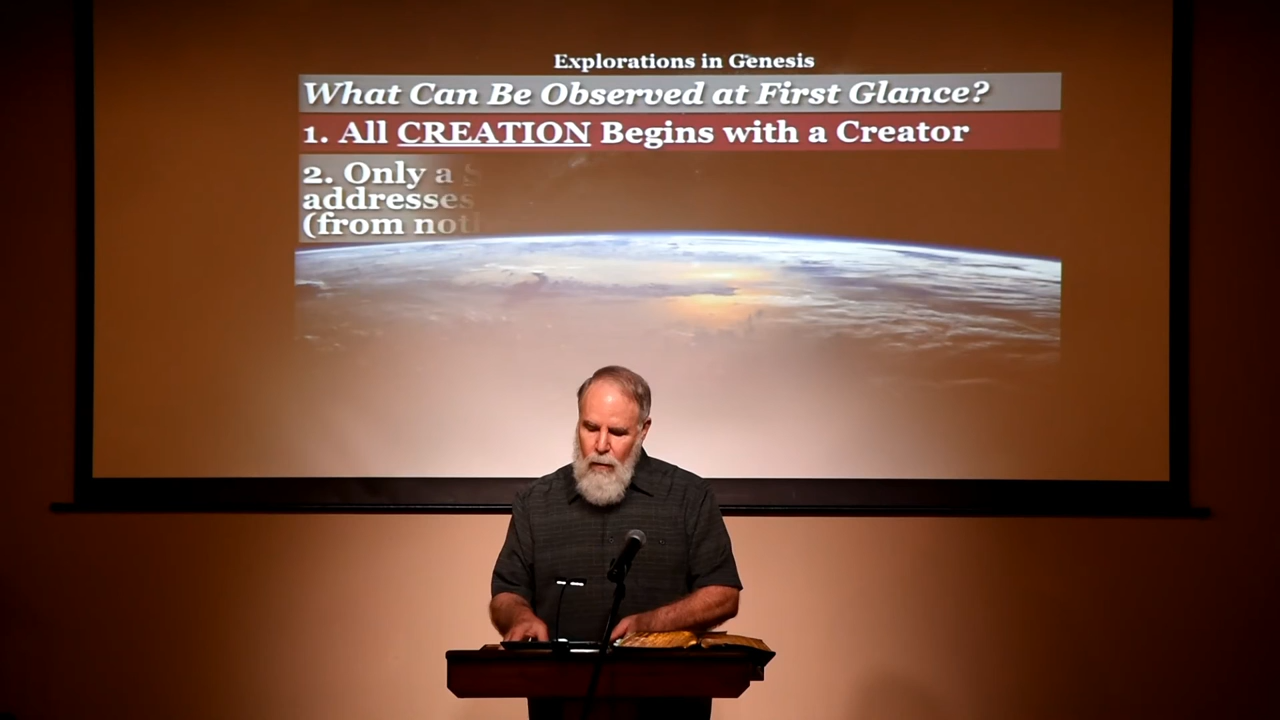 Explorations in Genesis
What Can Be Observed at First Glance?
1. All CREATION Begins with a Creator
2. Only a
addresses
(from not